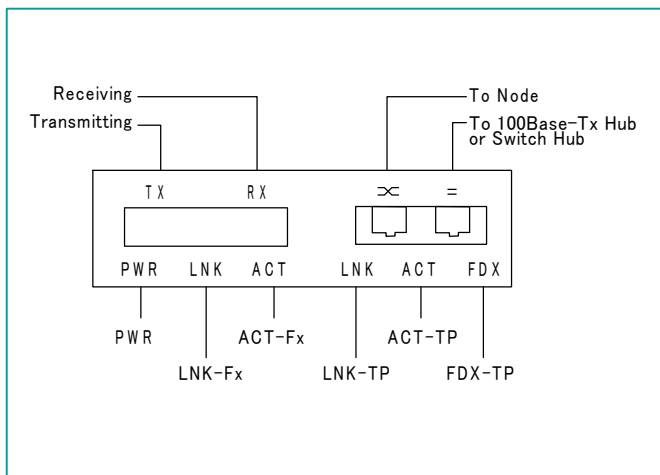 Receiving
To Node
Transmitting
To 100Base-Tx Hub
or Switch Hub
TX RX =
PWR LNK ACT LNK ACT FDX
PWR ACT-Fx ACT-TP
LNK-Fx LNK-TP FDX-TP